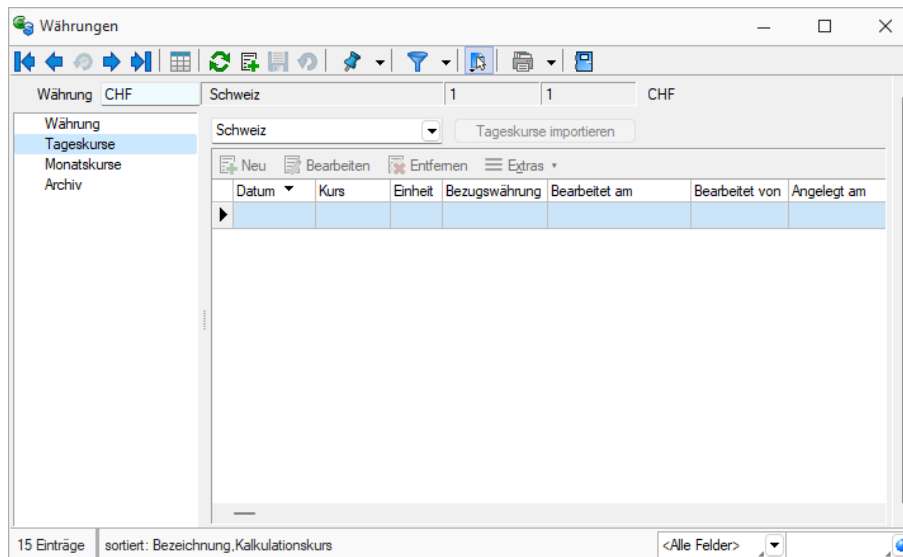 Währungen
Währung CHF Schweiz 1 1 CHF
Währung
Tageskurse
Monatskurse
Archiv
Schweiz Tageskurse importieren
Neu Bearbeiten Entfernen Extras
Datum Kurs Einheit Bezugswährung Bearbeitet am Bearbeitet von Angelegt am
15 Einträge sortiert: Bezeichnung,Kalkulationskurs <Alle Felder>